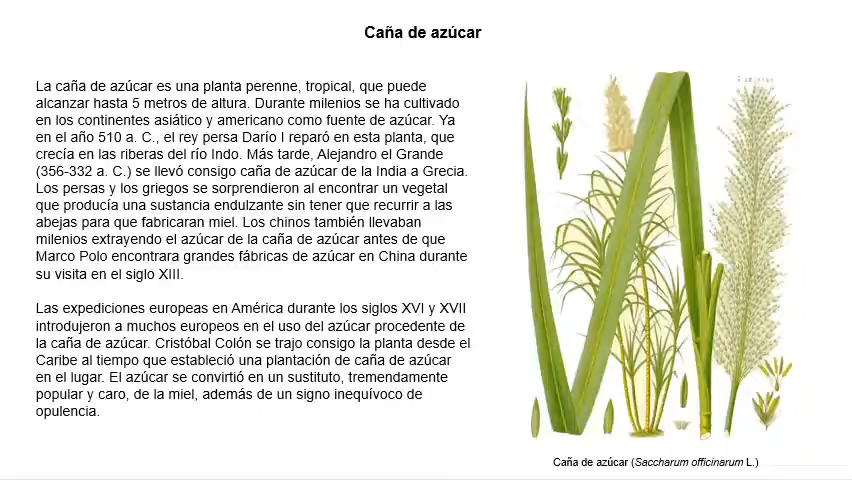 Caña de azúcar
La caña de azúcar es una planta perenne, tropical, que puede
alcanzar hasta 5 metros de altura. Durante milenios se ha cultivado
en los continentes asiático y americano como fuente de azúcar. Ya
en el año 510 a. C., el rey persa Darío I reparó en esta planta, que
crecía en las riberas del río Indo. Más tarde, Alejandro el Grande
(356-332 a. C.) se llevó consigo caña de azúcar de la India a Grecia.
Los persas y los griegos se sorprendieron al encontrar un vegetal
que producía una sustancia endulzante sin tener que recurrir a las
abejas para que fabricaran miel. Los chinos también llevaban
milenios extrayendo el azúcar de la caña de azúcar antes de que
Marco Polo encontrara grandes fábricas de azúcar en China durante
su visita en el siglo XIII.
Las expediciones europeas en América durante los siglos XVI y XVII
introdujeron a muchos europeos en el uso del azúcar procedente de
la caña de azúcar. Cristóbal Colón se trajo consigo la planta desde el
Caribe al tiempo que estableció una plantación de caña de azúcar
en el lugar. El azúcar se convirtió en un sustituto, tremendamente
popular y caro, de la miel, además de un signo inequívoco de
opulencia.
Caña de azúcar (Saccharum officinarum L.)